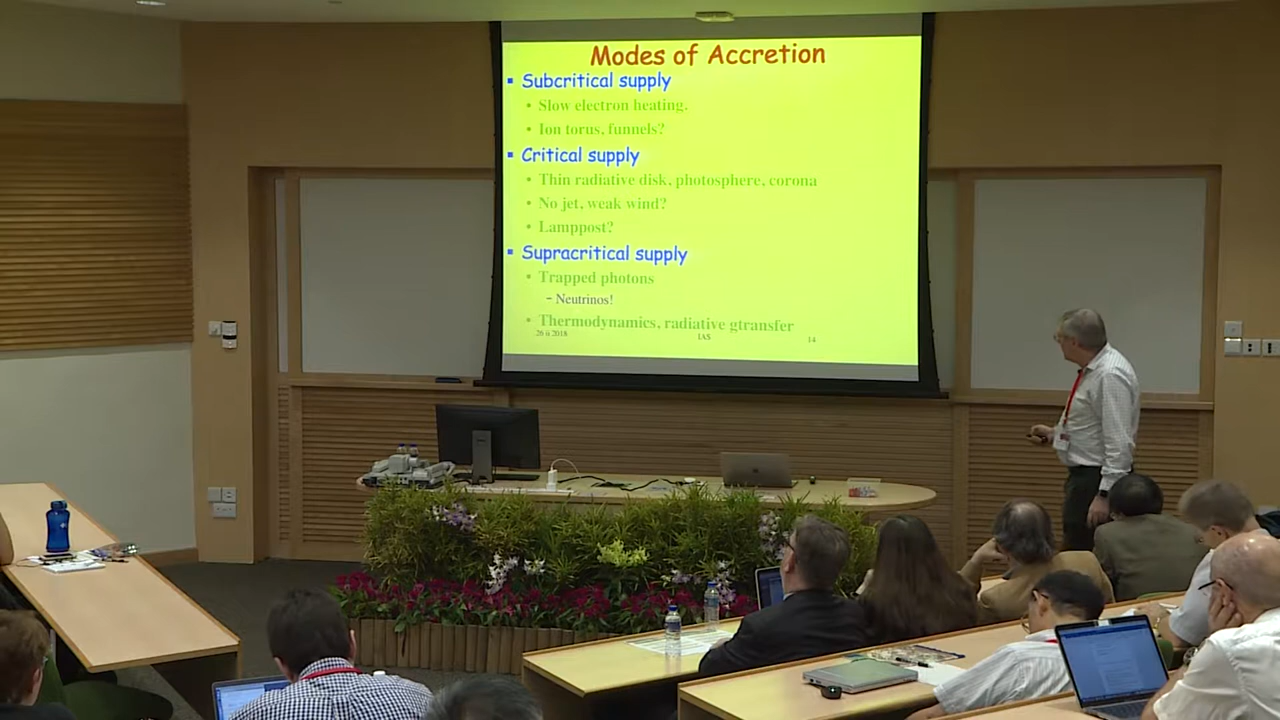 Modes of Accretion
▪ Subcritical supply
• Slow electron heating.
• Ion torus, funnels?
▪ Critical supply
• Thin radiative disk, photosphere, corona
• No jet, weak wind?
• Lamppost?
▪ Supracritical supply
• Trapped photons
– Neutrinos!
• Thermodynamics, radiative gtransfer
26 ii 2018 IAS 14